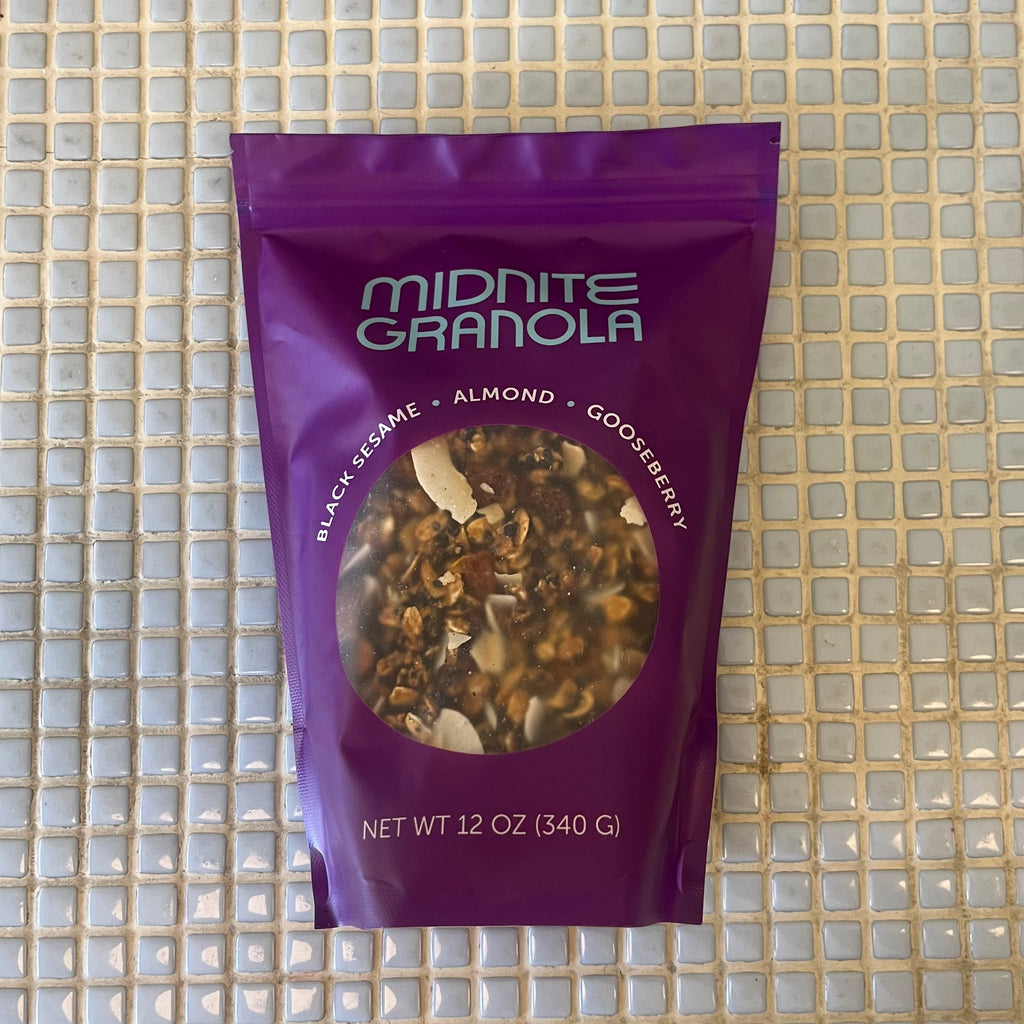 MIDNITE
GRANOLA
BLACK SESAME • ALMOND • GOOSEBERRY
NET WT 12 OZ (340 G)